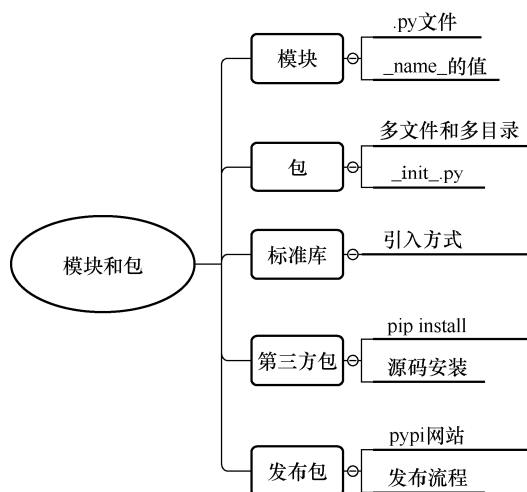 模块和包
模块
.py文件
_name_的值
包
多文件和多目录
_init_.py
标准库
引入方式
第三方包
pip install
源码安装
发布包
pypi网站
发布流程